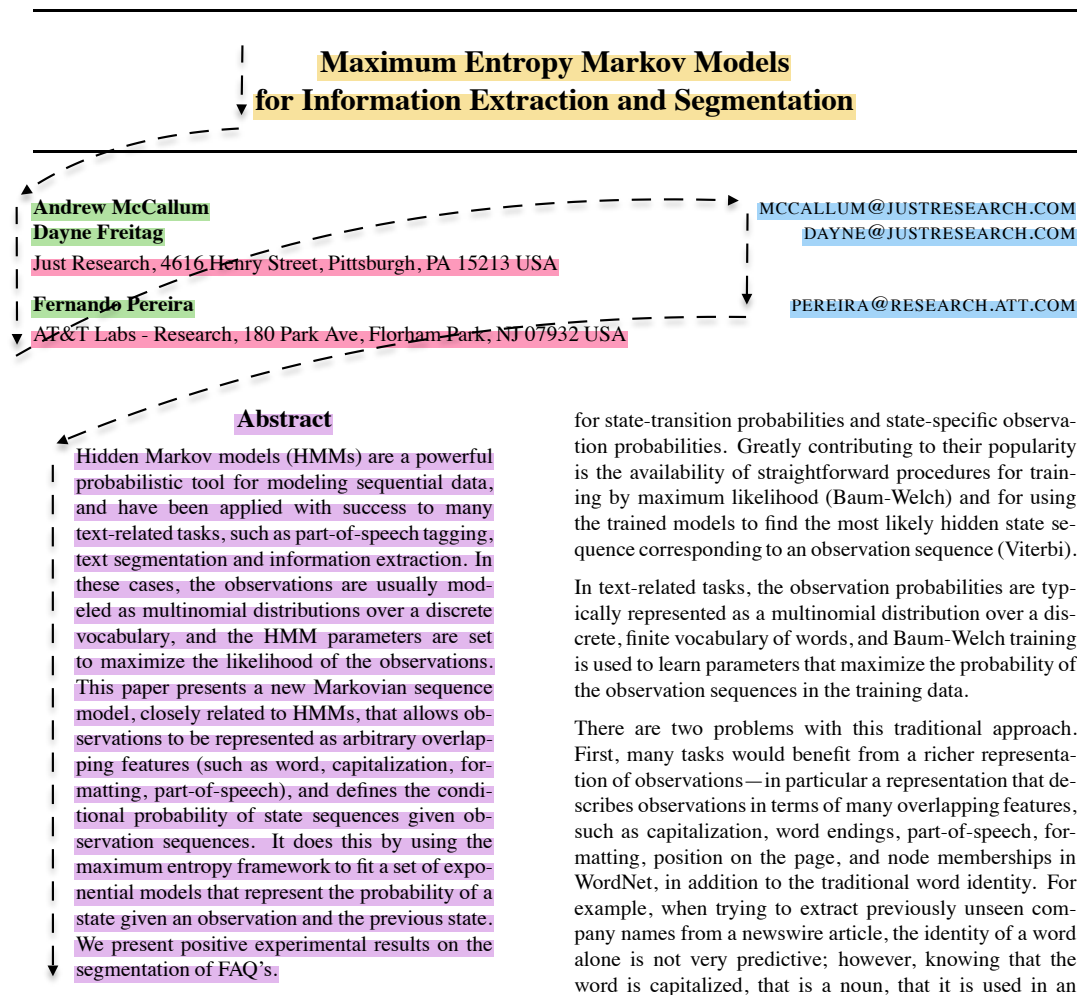 Maximum Entropy Markov Models
for Information Extraction and Segmentation
Andrew McCallum
Dayne Freitag
Just Research, 4616 Henry Street, Pittsburgh, PA 15213 USA
Fernando Pereira
AT&T Labs - Research, 180 Park Ave, Florham Park, NJ 07932 USA
MCCALLUM@JUSTRESEARCH.COM
DAYNE@JUSTRESEARCH.COM
PEREIRA@RESEARCH.ATT.COM
Abstract
Hidden Markov models (HMMs) are a powerful
probabilistic tool for modeling sequential data,
and have been applied with success to many
text-related tasks, such as part-of-speech tagging,
text segmentation and information extraction. In
these cases, the observations are usually mod-
eled as multinomial distributions over a discrete
vocabulary, and the HMM parameters are set
to maximize the likelihood of the observations.
This paper presents a new Markovian sequence
model, closely related to HMMs, that allows ob-
servations to be represented as arbitrary overlap-
ping features (such as word, capitalization, for-
matting, part-of-speech), and defines the condi-
tional probability of state sequences given ob-
servation sequences. It does this by using the
maximum entropy framework to fit a set of expo-
nential models that represent the probability of a
state given an observation and the previous state.
We present positive experimental results on the
segmentation of FAQ's.
for state-transition probabilities and state-specific observa-
tion probabilities. Greatly contributing to their popularity
is the availability of straightforward procedures for train-
ing by maximum likelihood (Baum-Welch) and for using
the trained models to find the most likely hidden state se-
quence corresponding to an observation sequence (Viterbi).
In text-related tasks, the observation probabilities are typ-
ically represented as a multinomial distribution over a dis-
crete, finite vocabulary of words, and Baum-Welch training
is used to learn parameters that maximize the probability of
the observation sequences in the training data.
There are two problems with this traditional approach.
First, many tasks would benefit from a richer representa-
tion of observations—in particular a representation that de-
scribes observations in terms of many overlapping features,
such as capitalization, word endings, part-of-speech, for-
matting, position on the page, and node memberships in
WordNet, in addition to the traditional word identity. For
example, when trying to extract previously unseen com-
pany names from a newswire article, the identity of a word
alone is not very predictive; however, knowing that the
word is capitalized, that is a noun, that it is used in an